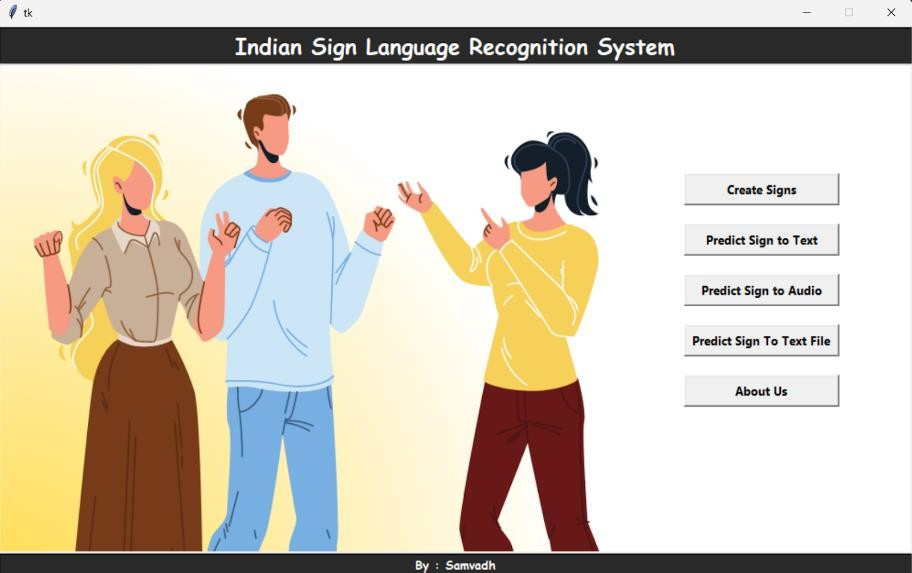 tk
Indian Sign Language Recognition System
Create Signs
Predict Sign to Text
Predict Sign to Audio
Predict Sign To Text File
About Us
By : Samvadh